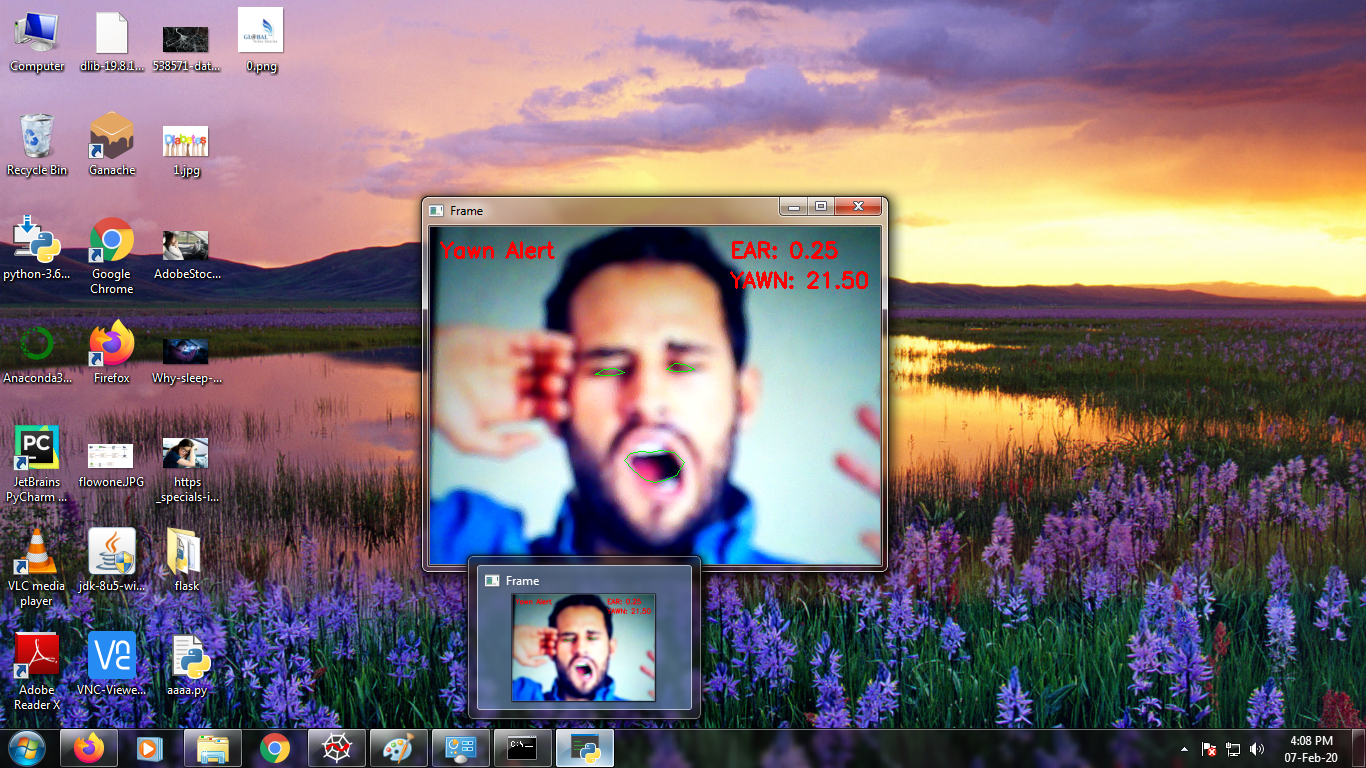 Computer
dlib-19.8.1...
538571-dat...
0.png
GLOBAL
Recycle Bin
Ganache
1.jpg
Diabetes
python-3.6...
Google
Chrome
AdobeStoc...
Anaconda3...
Firefox
Why-sleep-...
PC
JetBrains
PyCharm ...
flowone.JPG
https
_specials-i...
VLC media
player
jdk-8u5-wi...
flask
Adobe
Reader X
VNC-Viewe...
aaaa.py
Frame
Yawn Alert
EAR: 0.25
YAWN: 21.50
Frame
Yawn Alert
EAR: 0.25
YAWN: 21.50
4:08 PM
07-Feb-20